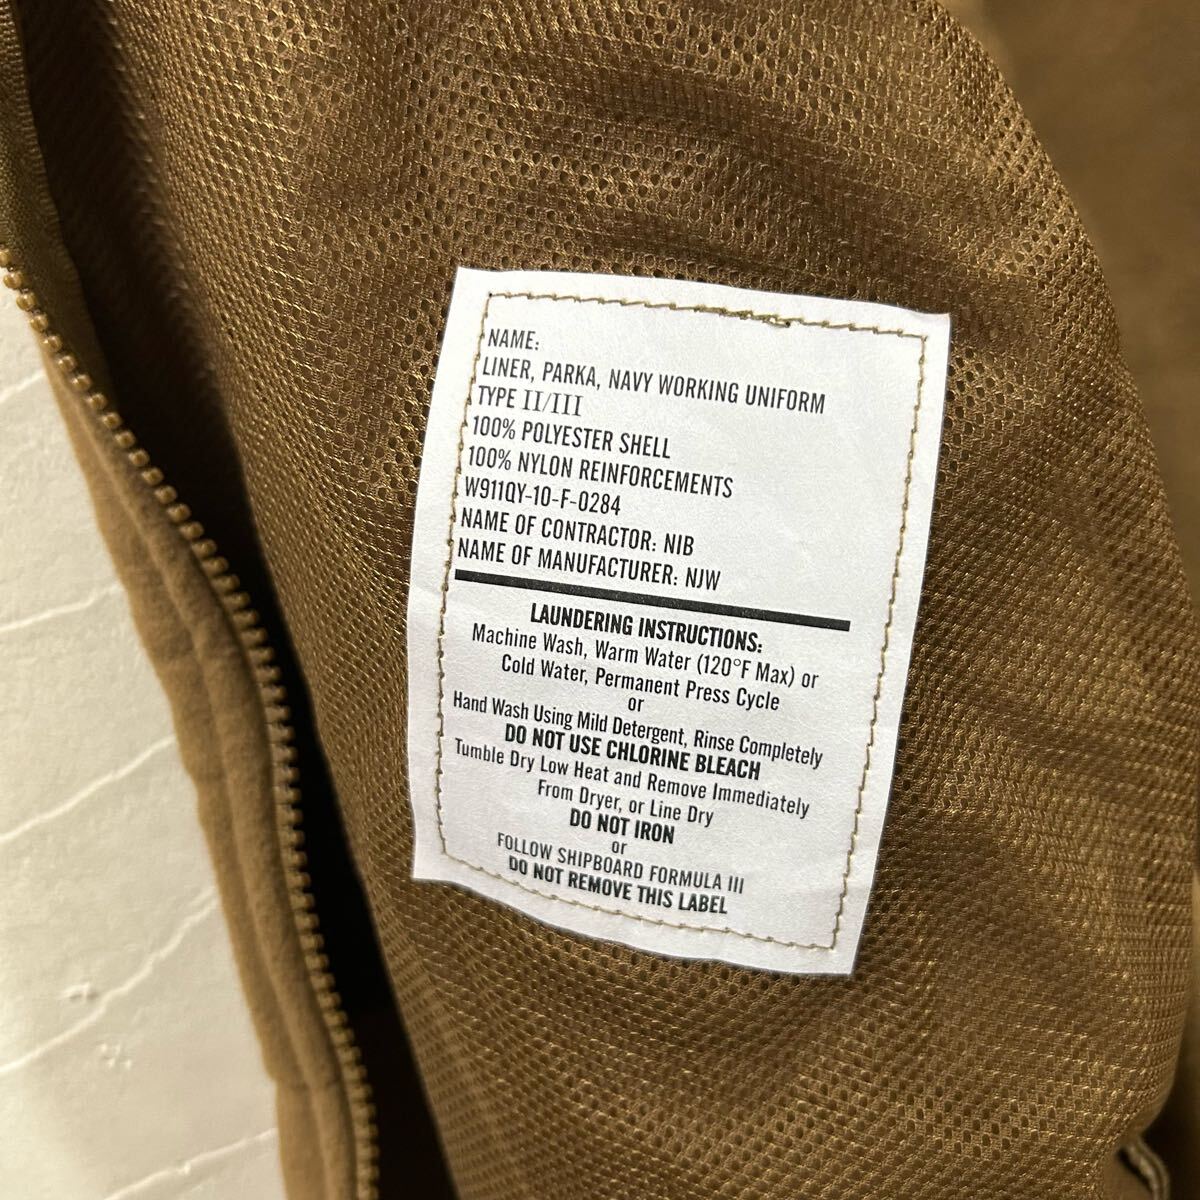 NAME:
LINER, PARKA, NAVY WORKING UNIFORM
TYPE II/III
100% POLYESTER SHELL
100% NYLON REINFORCEMENTS
W911QY-10-F-0284
NAME OF CONTRACTOR: NIB
NAME OF MANUFACTURER: NJW
LAUNDERING INSTRUCTIONS:
Machine Wash, Warm Water (120°F Max) or
Cold Water, Permanent Press Cycle
or
Hand Wash Using Mild Detergent, Rinse Completely
DO NOT USE CHLORINE BLEACH
Tumble Dry Low Heat and Remove Immediately
From Dryer, or Line Dry
DO NOT IRON
or
FOLLOW SHIPBOARD FORMULA III
DO NOT REMOVE THIS LABEL